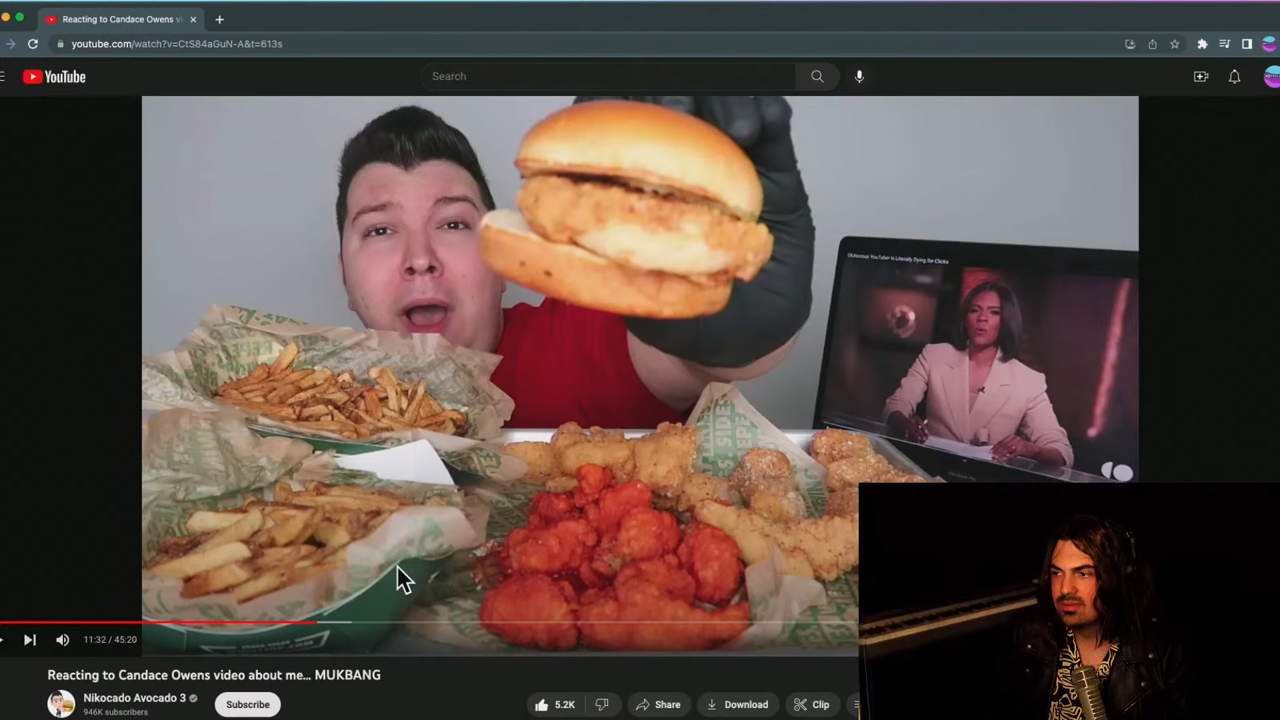 Reacting to Candace Owens vi
youtube.com/watch?v=CtS84aGuN-A&t=613s
YouTube
Search
Gluttonous YouTuber Is Literally Dying for Clicks
11:32 / 45:20
Reacting to Candace Owens video about me... MUKBANG
Nikocado Avocado 3
946K subscribers
Subscribe
5.2K
Share
Download
Clip